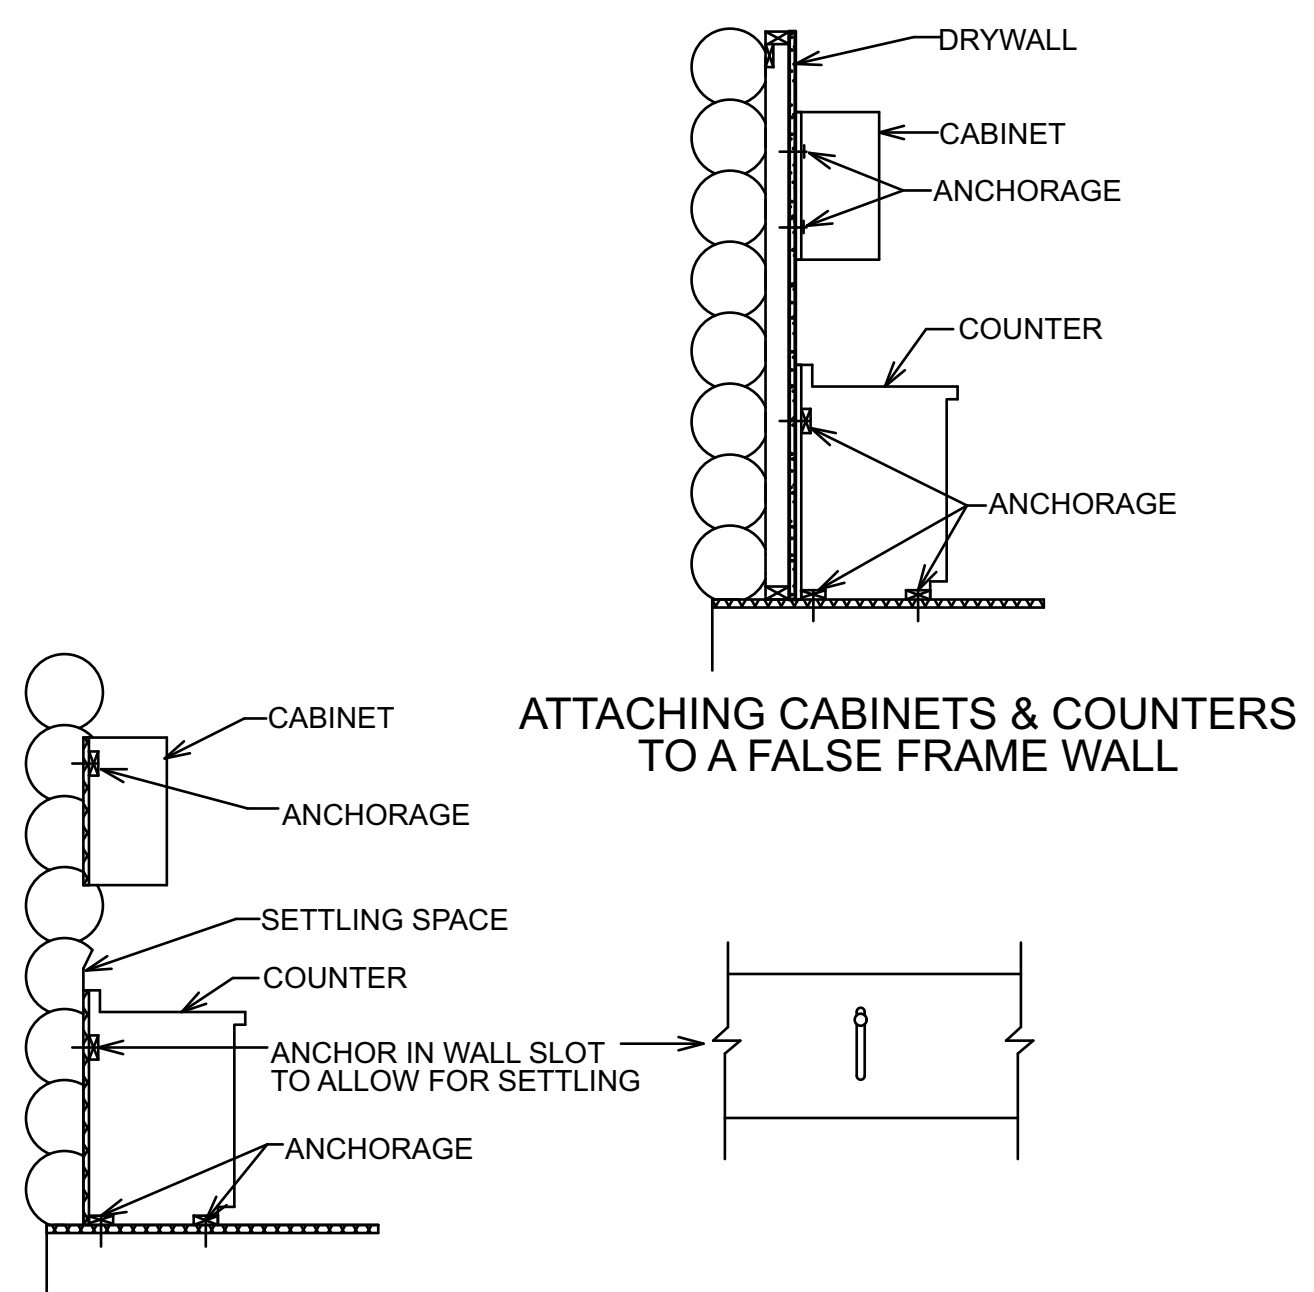 DRYWALL
CABINET
ANCHORAGE
COUNTER
ANCHORAGE
ATTACHING CABINETS & COUNTERS
TO A FALSE FRAME WALL
CABINET
ANCHORAGE
SETTLING SPACE
COUNTER
ANCHOR IN WALL SLOT
TO ALLOW FOR SETTLING
ANCHORAGE